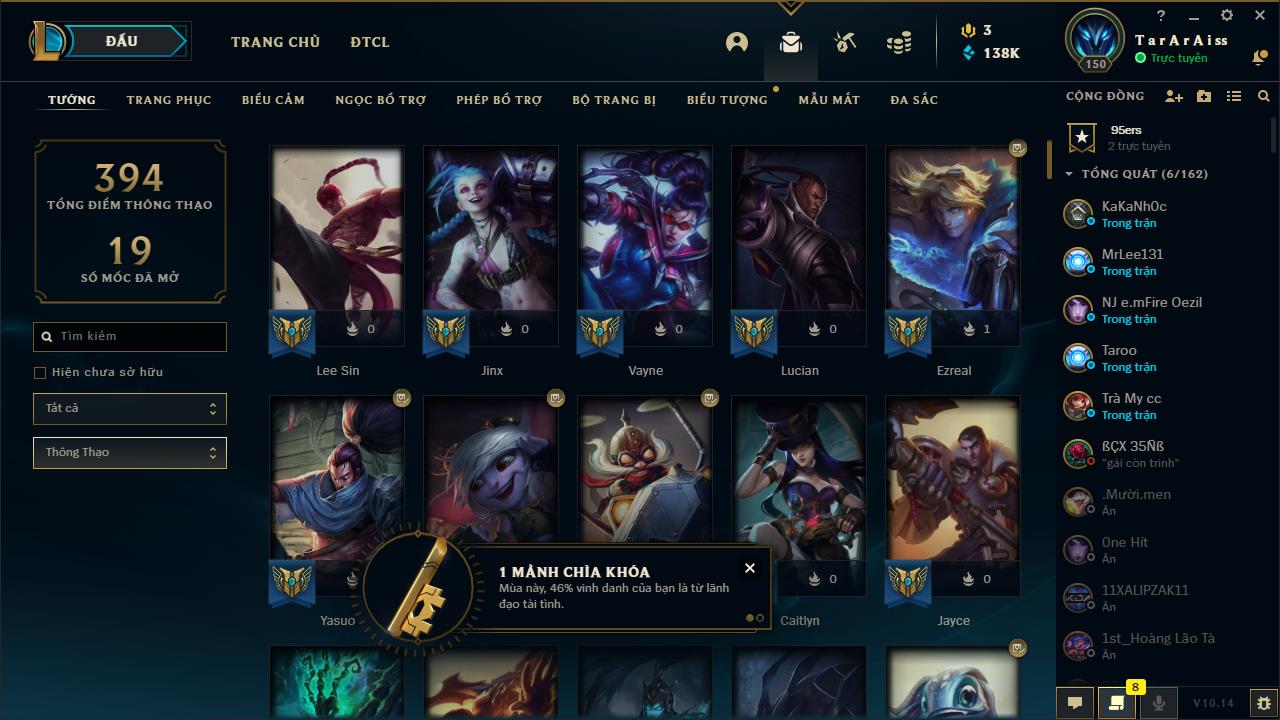 ĐẤU
TRANG CHỦ
ĐTCL
3
138K
?
TarArAiss
150
Trực tuyến
TƯỚNG
TRANG PHỤC
BIỂU CẢM
NGỌC BỔ TRỢ
PHÉP BỔ TRỢ
BỘ TRANG BỊ
BIỂU TƯỢNG
MẪU MẮT
ĐA SẮC
CỘNG ĐỒNG
95ers
2 trực tuyến
TỔNG QUÁT (6/162)
KaKaNh0c
Trong trận
MrLee131
Trong trận
NJ e.mFire Oezil
Trong trận
Taroo
Trong trận
Trà My cc
Trong trận
ßÇX 35Ñß
"gái còn trinh"
.Mười.men
Ẩn
One Hít
Ẩn
11XALIPZAK11
Ẩn
1st_Hoàng Lão Tà
Ẩn
394
TỔNG ĐIỂM THÔNG THẠO
19
SỐ MỐC ĐÃ MỞ
Tìm kiếm
Hiện chưa sở hữu
Tất cả
Thông Thạo
0
0
0
0
1
Lee Sin
Jinx
Vayne
Lucian
Ezreal
0
0
Yasuo
Caitlyn
Jayce
1 MẢNH CHÌA KHÓA
Mùa này, 46% vinh danh của bạn là từ lãnh
đạo tài tình.
8
V10.14